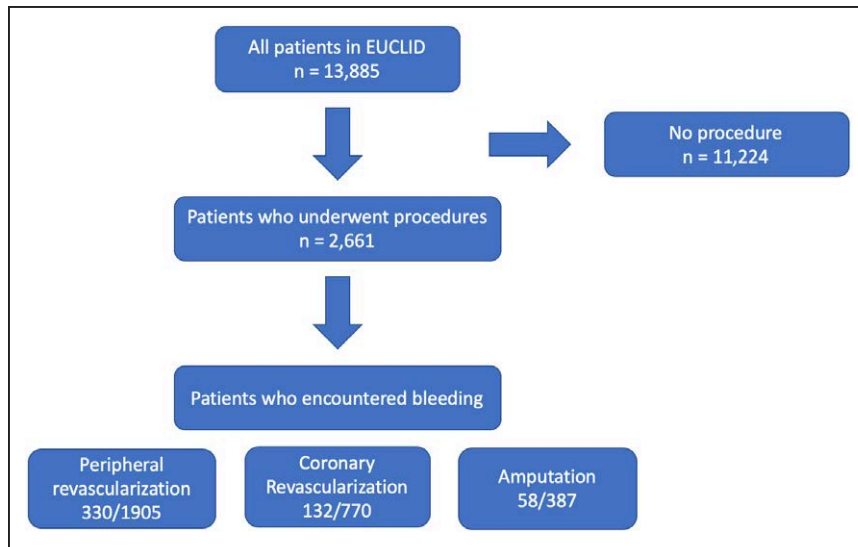 All patients in EUCLID
n = 13,885
No procedure
n = 11,224
Patients who underwent procedures
n = 2,661
Patients who encountered bleeding
Peripheral
revascularization
330/1905
Coronary
Revascularization
132/770
Amputation
58/387